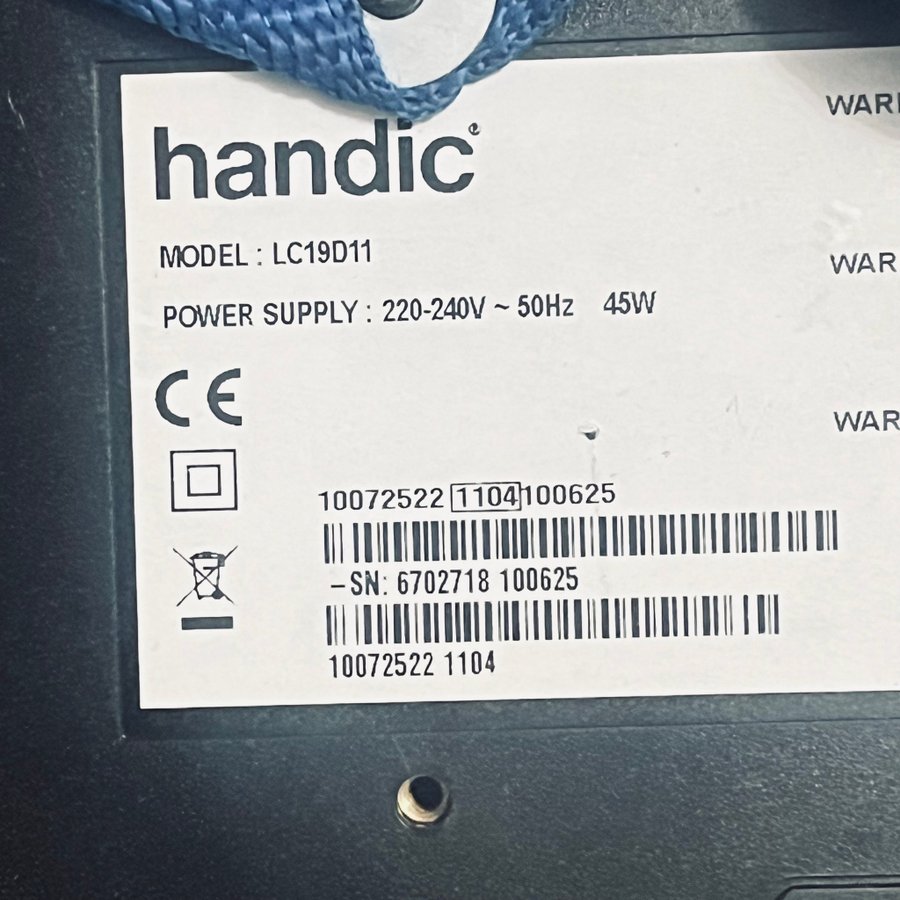 handic
WAR
MODEL : LC19D11
WAR
POWER SUPPLY : 220-240V ~ 50Hz 45W
CE
WAR
10072522 1104 100625
–SN: 6702718 100625
10072522 1104